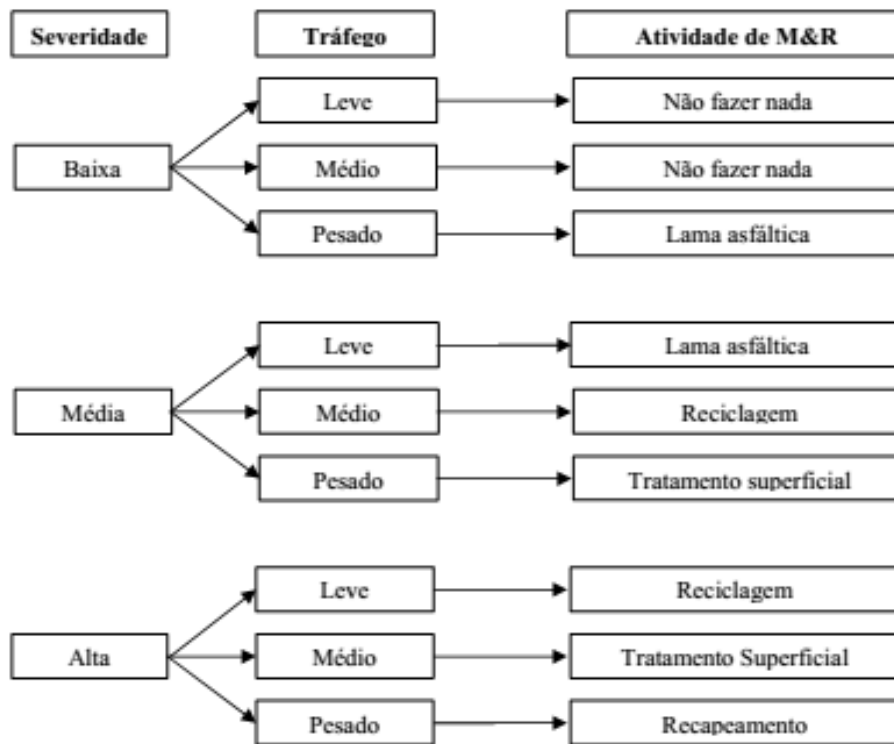 Severidade Tráfego Atividade de M&R
Leve Não fazer nada
Baixa Médio Não fazer nada
Pesado Lama asfáltica
Leve Lama asfáltica
Média Médio Reciclagem
Pesado Tratamento superficial
Leve Reciclagem
Alta Médio Tratamento Superficial
Pesado Recapeamento